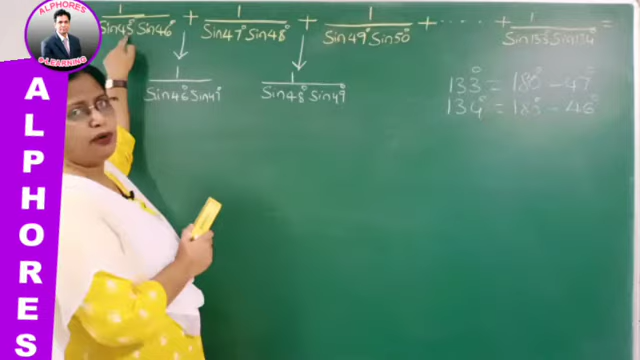 ALPHORES
e-LEARNING
1/(Sin45° Sin46°) + 1/(Sin47° Sin48°) + 1/(Sin49° Sin50°) + ..... + 1/(Sin133° Sin134°) =
1/(Sin46° Sin47°) 1/(Sin48° Sin49°)
133° = 180° - 47°
134° = 180° - 46°
ALPHORES